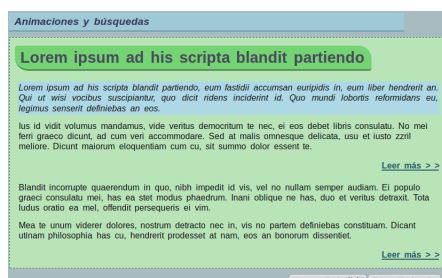 Animaciones y búsquedas
Lorem ipsum ad his scripta blandit partiendo
Lorem ipsum ad his scripta blandit partiendo, eum fastidii accumsan euripidis in, eum liber hendrerit an.
Qui ut wisi vocibus suscipiantur, quo dicit ridens inciderint id. Quo mundi lobortis reformidans eu,
legimus senserit definiebas an eos.
Ius id vidit volumus mandamus, vide veritus democritum te nec, ei eos debet libris consulatu. No mei
ferri graeco dicunt, ad cum veri accommodare. Sed at malis omnesque delicata, usu et iusto zzril
meliore. Dicunt maiorum eloquentiam cum cu, sit summo dolor essent te.
Leer más > >
Blandit incorrupte quaerendum in quo, nibh impedit id vis, vel no nullam semper audiam. Ei populo
graeci consulatu mei, has ea stet modus phaedrum. Inani oblique ne has, duo et veritus detraxit. Tota
ludus oratio ea mel, offendit persequeris ei vim.
Mea te unum viderer dolores, nostrum detracto nec in, vis no partem definiebas constituam. Dicant
utinam philosophia has cu, hendrerit prodesset at nam, eos an bonorum dissentiet.
Leer más > >